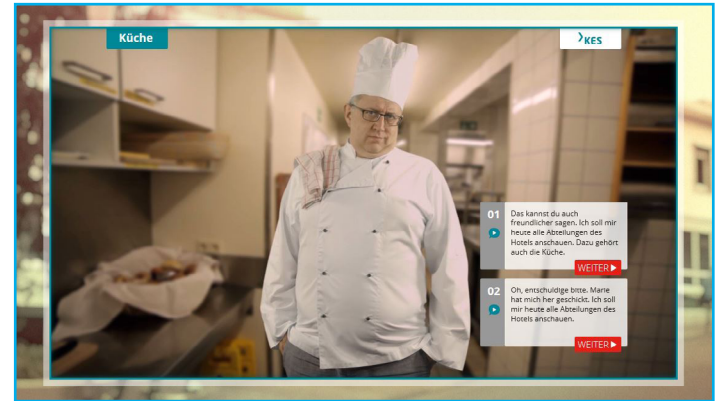 Küche
KES
01
Das kannst du auch
freundlicher sagen. Ich soll mir
heute alle Abteilungen des
Hotels anschauen. Dazu gehört
auch die Küche.
WEITER
02
Oh, entschuldige bitte. Marie
hat mich her geschickt. Ich soll
mir heute alle Abteilungen des
Hotels anschauen.
WEITER